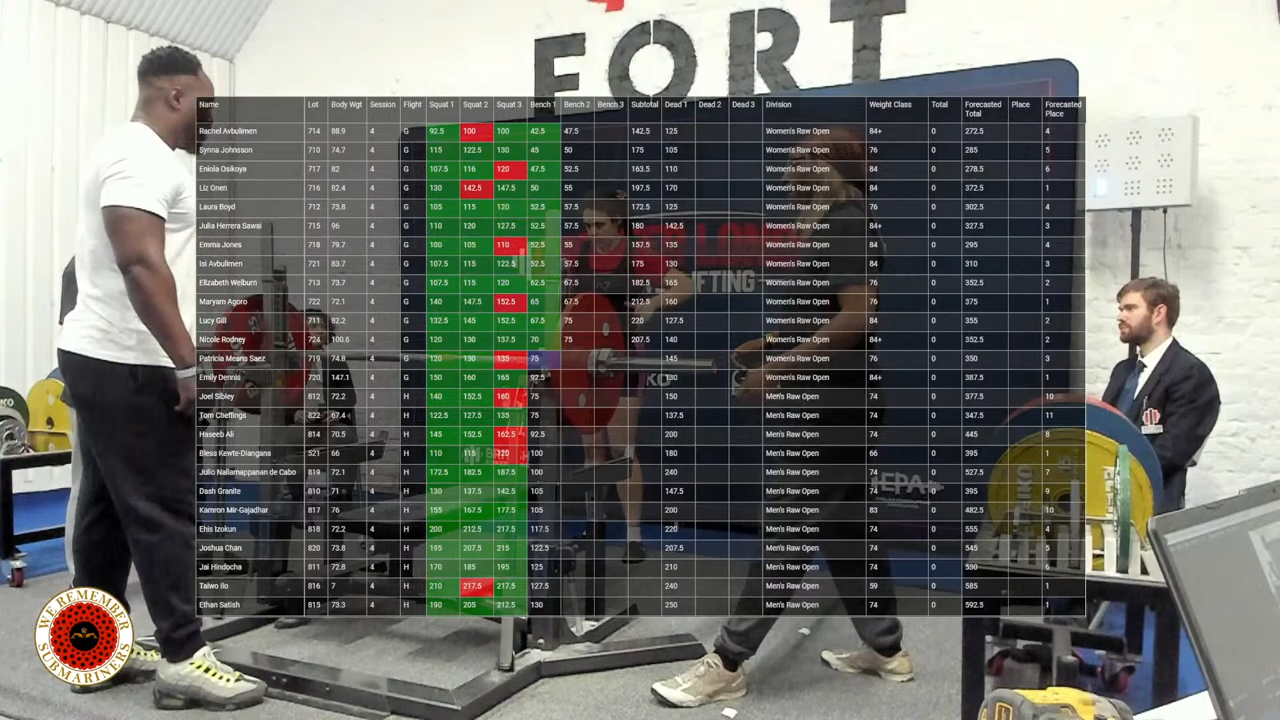 FORT
Name Lot Body Wgt Session Flight Squat 1 Squat 2 Squat 3 Bench 1 Bench 2 Bench 3 Subtotal Dead 1 Dead 2 Dead 3 Division Weight Class Total Forecasted Total Place Forecasted Place
Rachel Avbulimen 714 88.9 4 G 92.5 100 100 42.5 47.5 142.5 125 Women's Raw Open 84+ 0 272.5 4
Synna Johnsson 710 74.7 4 G 115 122.5 130 45 50 175 105 Women's Raw Open 76 0 285 5
Eniola Osikoya 717 82 4 G 107.5 116 120 47.5 52.5 163.5 110 Women's Raw Open 84 0 278.5 6
Liz Oneri 716 82.4 4 G 130 142.5 147.5 50 55 197.5 170 Women's Raw Open 84 0 372.5 1
Laura Boyd 712 73.8 4 G 105 115 120 52.5 57.5 172.5 125 Women's Raw Open 76 0 302.5 4
Julia Herrera Sawai 715 96 4 G 110 120 127.5 52.5 57.5 180 142.5 Women's Raw Open 84+ 0 327.5 3
Emma Jones 718 79.7 4 G 100 105 110 52.5 55 157.5 135 Women's Raw Open 84 0 295 4
Isi Avbulimen 721 83.7 4 G 107.5 115 122.5 52.5 57.5 175 130 Women's Raw Open 84 0 310 3
Elizabeth Welburn 713 73.7 4 G 107.5 115 120 62.5 67.5 182.5 165 Women's Raw Open 76 0 352.5 2
Maryam Agoro 722 72.1 4 G 140 147.5 152.5 65 67.5 212.5 160 Women's Raw Open 76 0 375 1
Lucy Gill 711 82.2 4 G 132.5 145 152.5 67.5 75 220 127.5 Women's Raw Open 84 0 355 2
Nicole Rodney 724 100.6 4 G 120 130 137.5 70 75 207.5 140 Women's Raw Open 84+ 0 352.5 2
Patricia Meana Saez 719 74.8 4 G 120 130 135 75 145 Women's Raw Open 76 0 350 3
Emily Dennis 720 147.1 4 G 150 160 165 92.5 130 Women's Raw Open 84+ 0 387.5 1
Joel Sibley 812 72.2 4 H 140 152.5 160 75 150 Men's Raw Open 74 0 377.5 10
Tom Cheffings 822 67.4 4 H 122.5 127.5 135 75 137.5 Men's Raw Open 74 0 347.5 11
Haseeb Ali 814 70.5 4 H 145 152.5 162.5 92.5 200 Men's Raw Open 74 0 445 8
Bless Kewte-Diangana 521 66 4 H 110 115 120 100 180 Men's Raw Open 66 0 395 1
Julio Nallamappanan de Cabo 819 72.1 4 H 172.5 182.5 187.5 100 240 Men's Raw Open 74 0 527.5 7
Dash Granite 810 71 4 H 130 137.5 142.5 105 147.5 Men's Raw Open 74 0 395 9
Kamron Mir-Gajadhar 817 76 4 H 155 167.5 177.5 105 200 Men's Raw Open 83 0 482.5 10
Ehis Izokun 818 72.2 4 H 200 212.5 217.5 117.5 220 Men's Raw Open 74 0 555 4
Joshua Chan 820 73.8 4 H 195 207.5 215 122.5 207.5 Men's Raw Open 74 0 545 5
Jai Hindocha 811 72.8 4 H 170 185 195 125 210 Men's Raw Open 74 0 530 6
Taiwo Ilo 816 7 4 H 210 217.5 217.5 127.5 240 Men's Raw Open 59 0 585 1
Ethan Satish 815 73.3 4 H 190 205 212.5 130 250 Men's Raw Open 74 0 592.5 1
LIFTING
EPA
WE REMEMBER SUBMARINERS